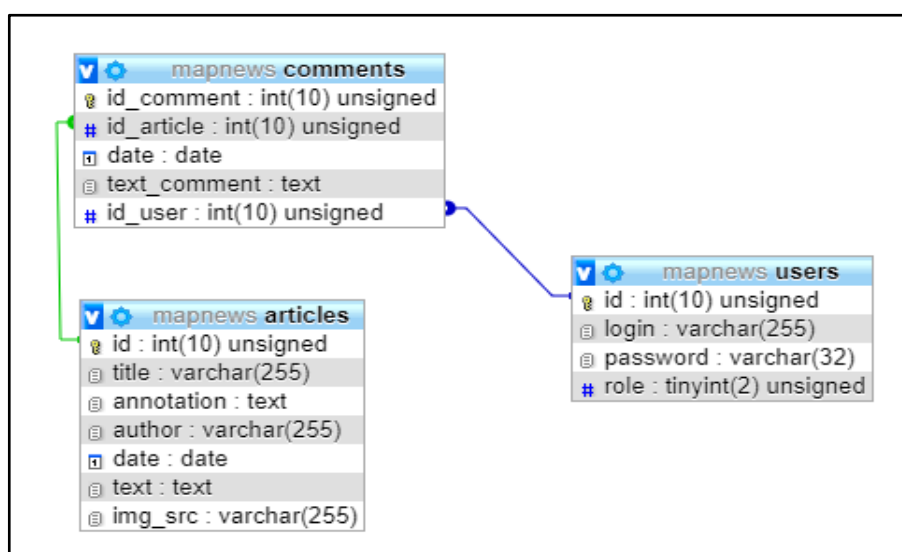 mapnews comments
id_comment : int(10) unsigned
id_article : int(10) unsigned
date : date
text_comment : text
id_user : int(10) unsigned
mapnews users
id : int(10) unsigned
login : varchar(255)
password : varchar(32)
role : tinyint(2) unsigned
mapnews articles
id : int(10) unsigned
title : varchar(255)
annotation : text
author : varchar(255)
date : date
text : text
img_src : varchar(255)